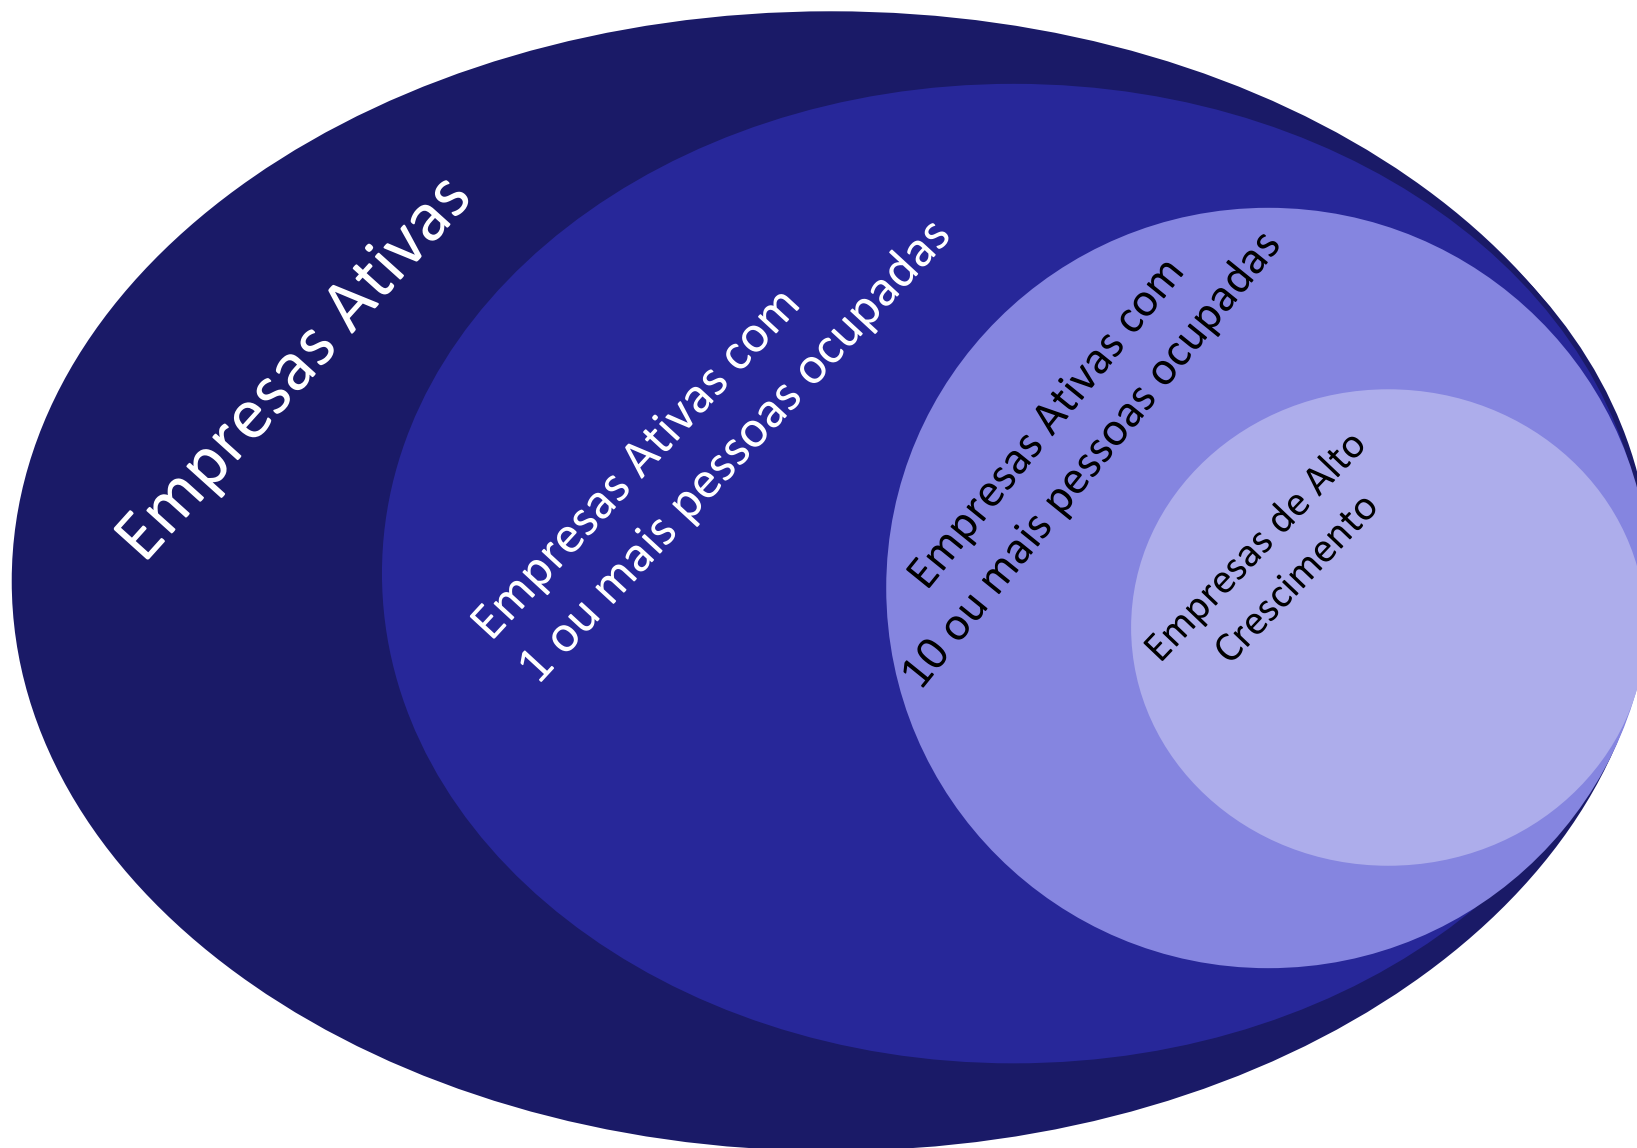 Empresas Ativas
Empresas Ativas com
1 ou mais pessoas ocupadas
Empresas Ativas com
10 ou mais pessoas ocupadas
Empresas de Alto
Crescimento